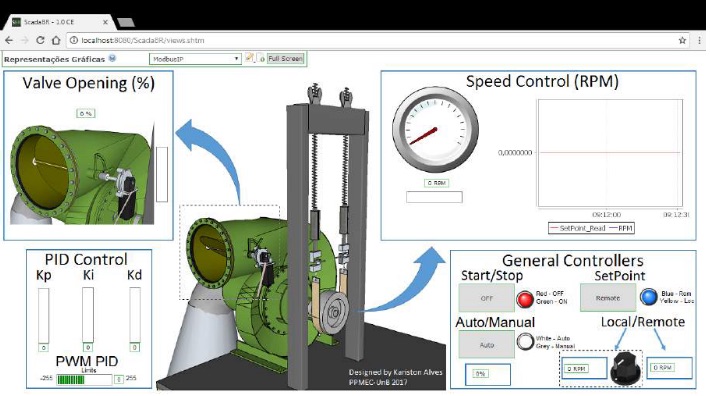 ScadaBR - 1.0 CE
localhost:8080/ScadaBR/views.shtm
Representações Gráficas
ModbusIP
Full Screen
Valve Opening (%)
0 %
Speed Control (RPM)
0 RPM
0,0000000
09:12:00
09:12:3
SetPoint_Read RPM
PID Control
Kp Ki Kd
0 0 0
PWM PID
Limits
-255 0 255
Designed by Kariston Alves
PPMEC-UnB 2017
General Controllers
Start/Stop SetPoint
OFF
Red - OFF
Green - ON
Remote
Blue - Rem
Yellow - Loc
Auto/Manual Local/Remote
Auto
White - Auto
Grey - Manual
0%
0 RPM
0 RPM